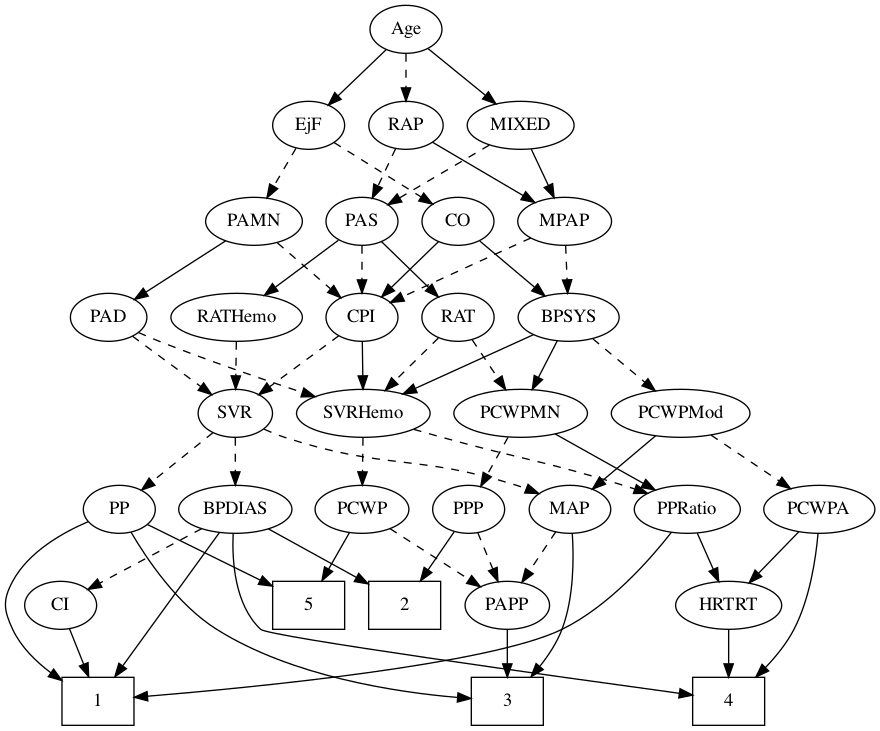 Age
EjF
RAP
MIXED
PAMN
PAS
CO
MPAP
PAD
RATHemo
CPI
RAT
BPSYS
SVR
SVRHemo
PCWPMN
PCWPMod
PP
BPDIAS
PCWP
PPP
MAP
PPRatio
PCWPA
CI
5
2
PAPP
HRTRT
1
3
4